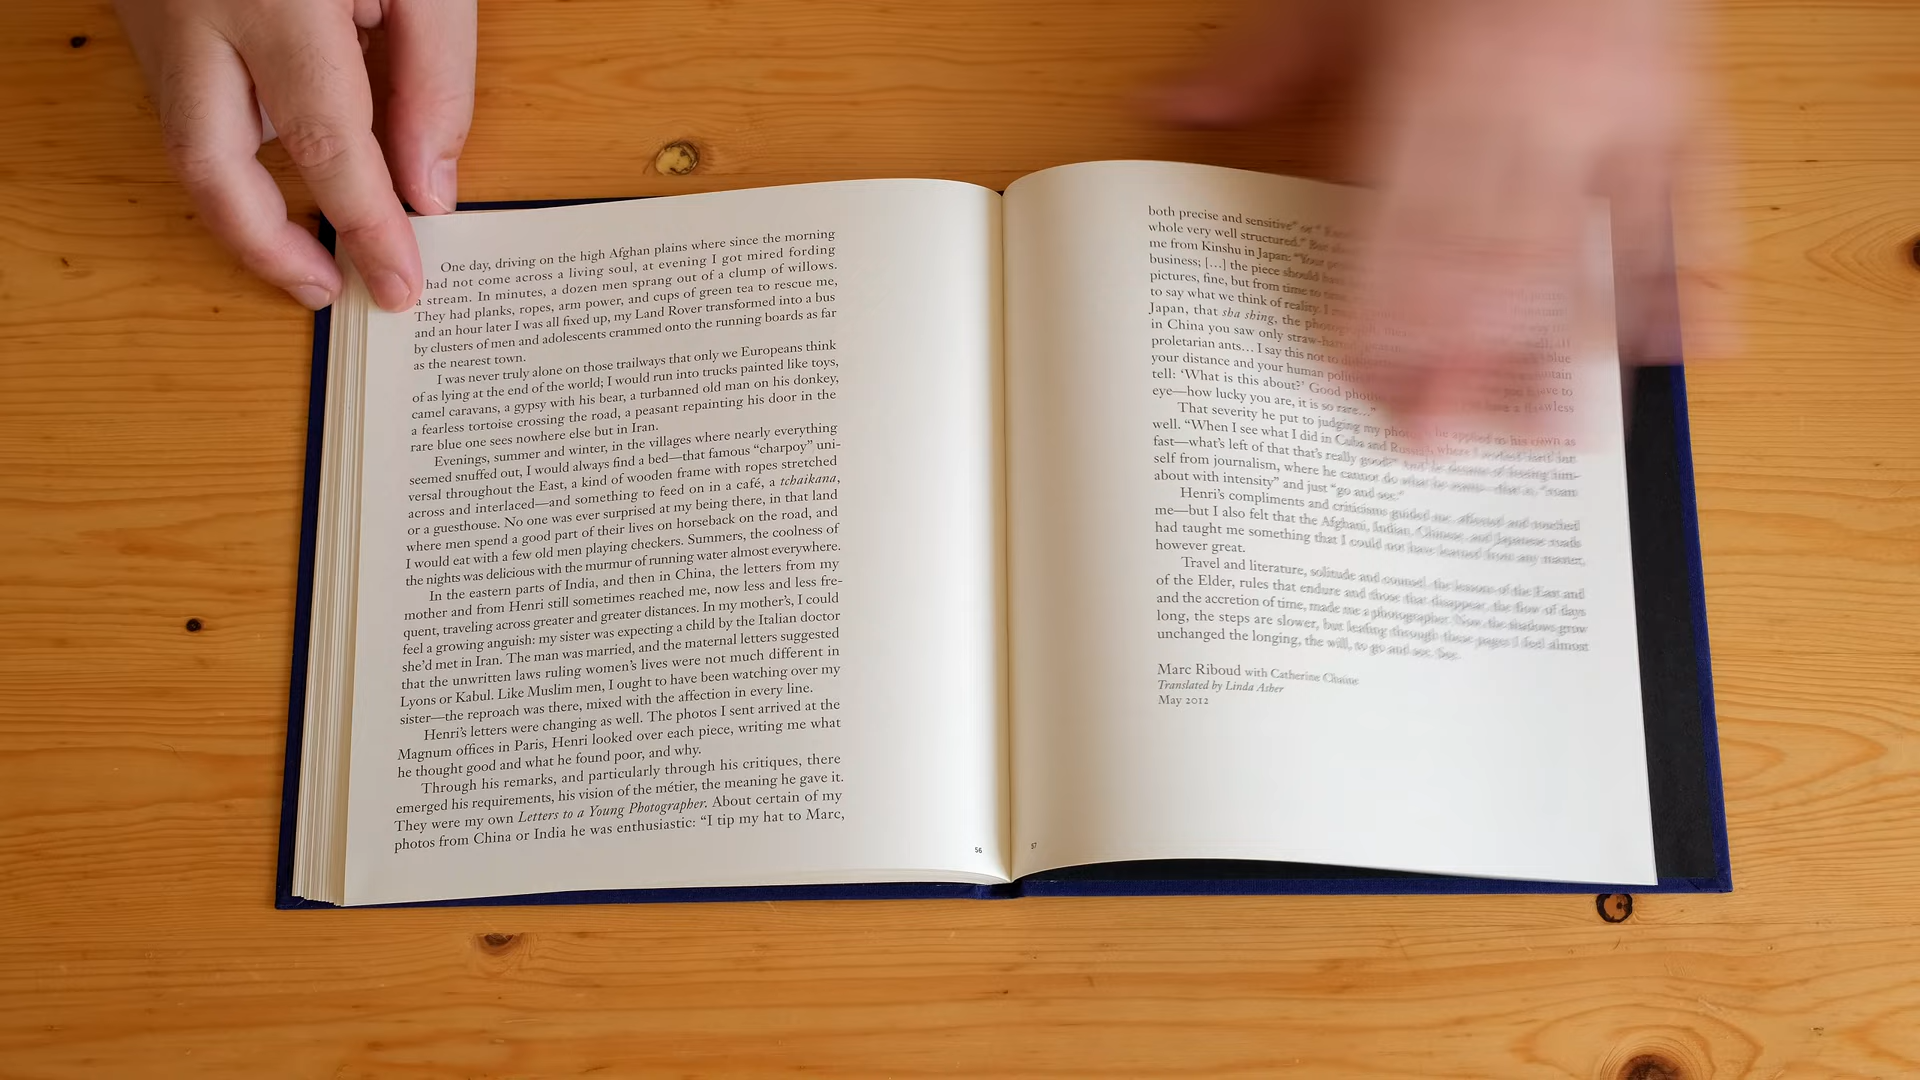 One day, driving on the high Afghan plains where since the morning
had not come across a living soul, at evening I got mired fording
a stream. In minutes, a dozen men sprang out of a clump of willows.
They had planks, ropes, arm power, and cups of green tea to rescue me,
and an hour later I was all fixed up, my Land Rover transformed into a bus
by clusters of men and adolescents crammed onto the running boards as far
as the nearest town.
I was never truly alone on those trailways that only we Europeans think
of as lying at the end of the world; I would run into trucks painted like toys,
camel caravans, a gypsy with his bear, a turbanned old man on his donkey,
a fearless tortoise crossing the road, a peasant repainting his door in the
rare blue one sees nowhere else but in Iran.
Evenings, summer and winter, in the villages where nearly everything
seemed snuffed out, I would always find a bed—that famous “charpoy” uni-
versal throughout the East, a kind of wooden frame with ropes stretched
across and interlaced—and something to feed on in a café, a tchaikana,
or a guesthouse. No one was ever surprised at my being there, in that land
where men spend a good part of their lives on horseback on the road, and
I would eat with a few old men playing checkers. Summers, the coolness of
the nights was delicious with the murmur of running water almost everywhere.
In the eastern parts of India, and then in China, the letters from my
mother and from Henri still sometimes reached me, now less and less fre-
quent, traveling across greater and greater distances. In my mother’s, I could
feel a growing anguish: my sister was expecting a child by the Italian doctor
she’d met in Iran. The man was married, and the maternal letters suggested
that the unwritten laws ruling women’s lives were not much different in
Lyons or Kabul. Like Muslim men, I ought to have been watching over my
sister—the reproach was there, mixed with the affection in every line.
Henri’s letters were changing as well. The photos I sent arrived at the
Magnum offices in Paris, Henri looked over each piece, writing me what
he thought good and what he found poor, and why.
Through his remarks, and particularly through his critiques, there
emerged his requirements, his vision of the métier, the meaning he gave it.
They were my own Letters to a Young Photographer. About certain of my
photos from China or India he was enthusiastic: “I tip my hat to Marc,
56
both precise and sensitive” or “
whole very well structured.” But
me from Kinshu in Japan: “Your
business; […] the piece should
pictures, fine, but from time to time
to say what we think of reality.
Japan, that sha shing, the
in China you saw only straw-
proletarian ants… I say this not to
your distance and your human
tell: ‘What is this about?’ Good
eye—how lucky you are, it is so rare…”
That severity he put to judging my photos, he applied to his own as
well. “When I see what I did in Cuba and Russia
fast—what’s left of that that’s really good?”
self from journalism, where he cannot do what he
about with intensity” and just “go and see.”
Henri’s compliments and criticisms guided me, affected and touched
me—but I also felt that the Afghani, Indian, Chinese, and Japanese roads
had taught me something that I could not have learned from any master,
however great.
Travel and literature, solitude and counsel, the lessons of the East and
of the Elder, rules that endure and those that disappear, the flow of days
and the accretion of time, made me a photographer. Now the shadows grow
long, the steps are slower, but leafing through these pages I feel almost
unchanged the longing, the will, to go and see. See.
Marc Riboud with Catherine Chaine
Translated by Linda Asher
May 2012
57